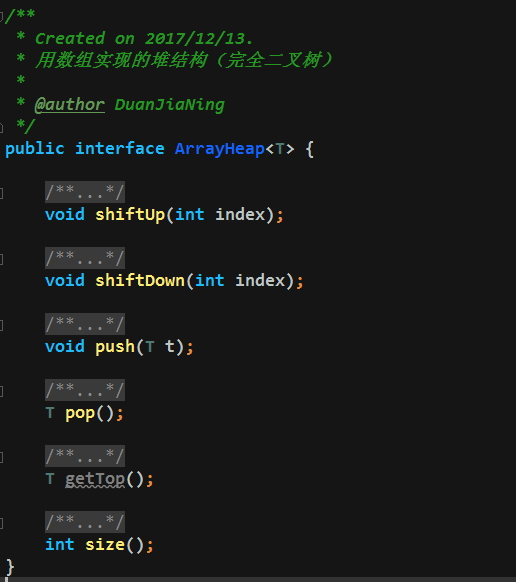 /**
 * Created on 2017/12/13.
 * 用数组实现的堆结构（完全二叉树）
 *
 * @author DuanJiaNing
 */
public interface ArrayHeap<T> {
/**...*/
void shiftUp(int index);
/**...*/
void shiftDown(int index);
/**...*/
void push(T t);
/**...*/
T pop();
/**...*/
T getTop();
/**...*/
int size();
}